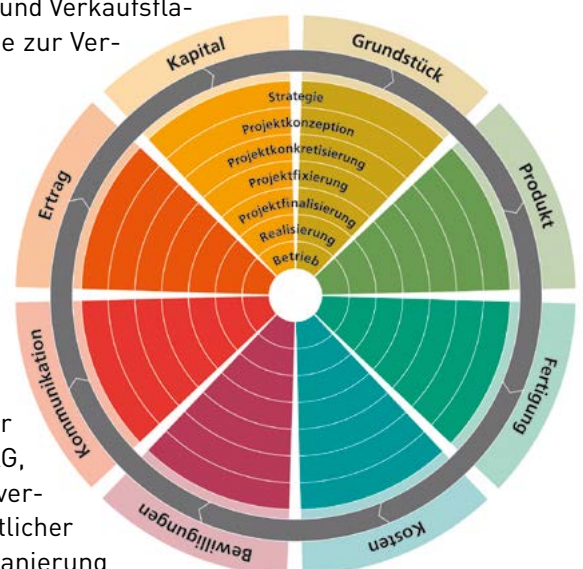 und Verkaufsflä-
e zur Ver-
Kapital
Grundstück
Produkt
Fertigung
Kosten
Bewilligungen
Kommunikation
Ertrag
Strategie
Projektkonzeption
Projektkonkretisierung
Projektfixierung
Projektfinalisierung
Realisierung
Betrieb
r
G,
ver-
tlicher
anierung